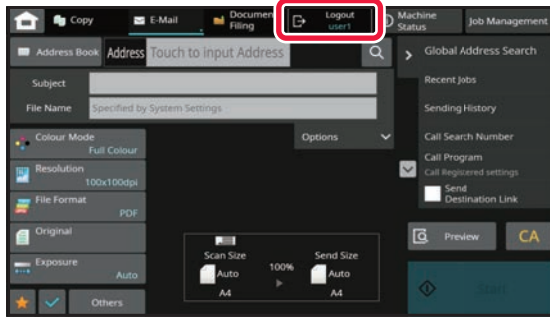 Copy
E-Mail
Documen
Filing
Logout
user1
Machine
Status
Job Management
Address Book
Address
Touch to input Address
Global Address Search
Subject
Recent Jobs
File Name
Specified by System Settings
Sending History
Colour Mode
Full Colour
Options
Call Search Number
Resolution
100x100dpi
Call Program
Call Registered settings
File Format
PDF
Send
Destination Link
Original
Preview
CA
Scan Size
Send Size
Exposure
Auto
Auto
100%
Auto
A4
A4
Others
Start